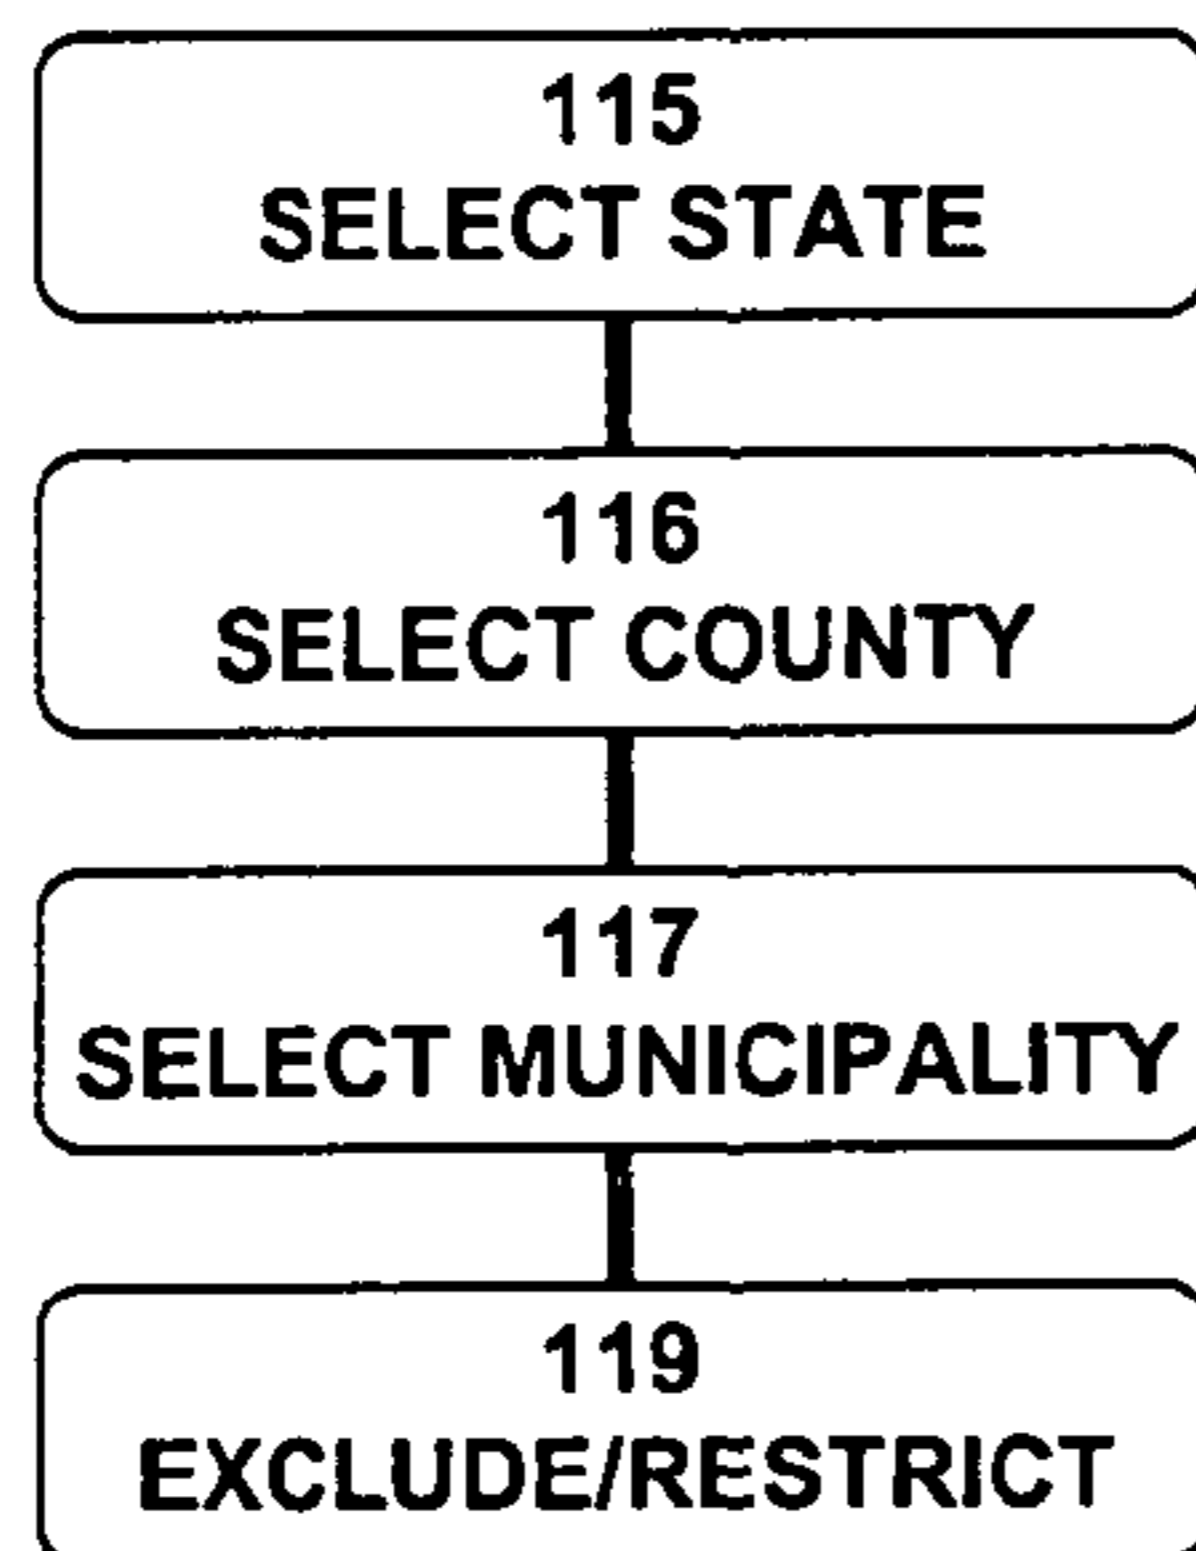 115
SELECT STATE
116
SELECT COUNTY
117
SELECT MUNICIPALITY
119
EXCLUDE/RESTRICT